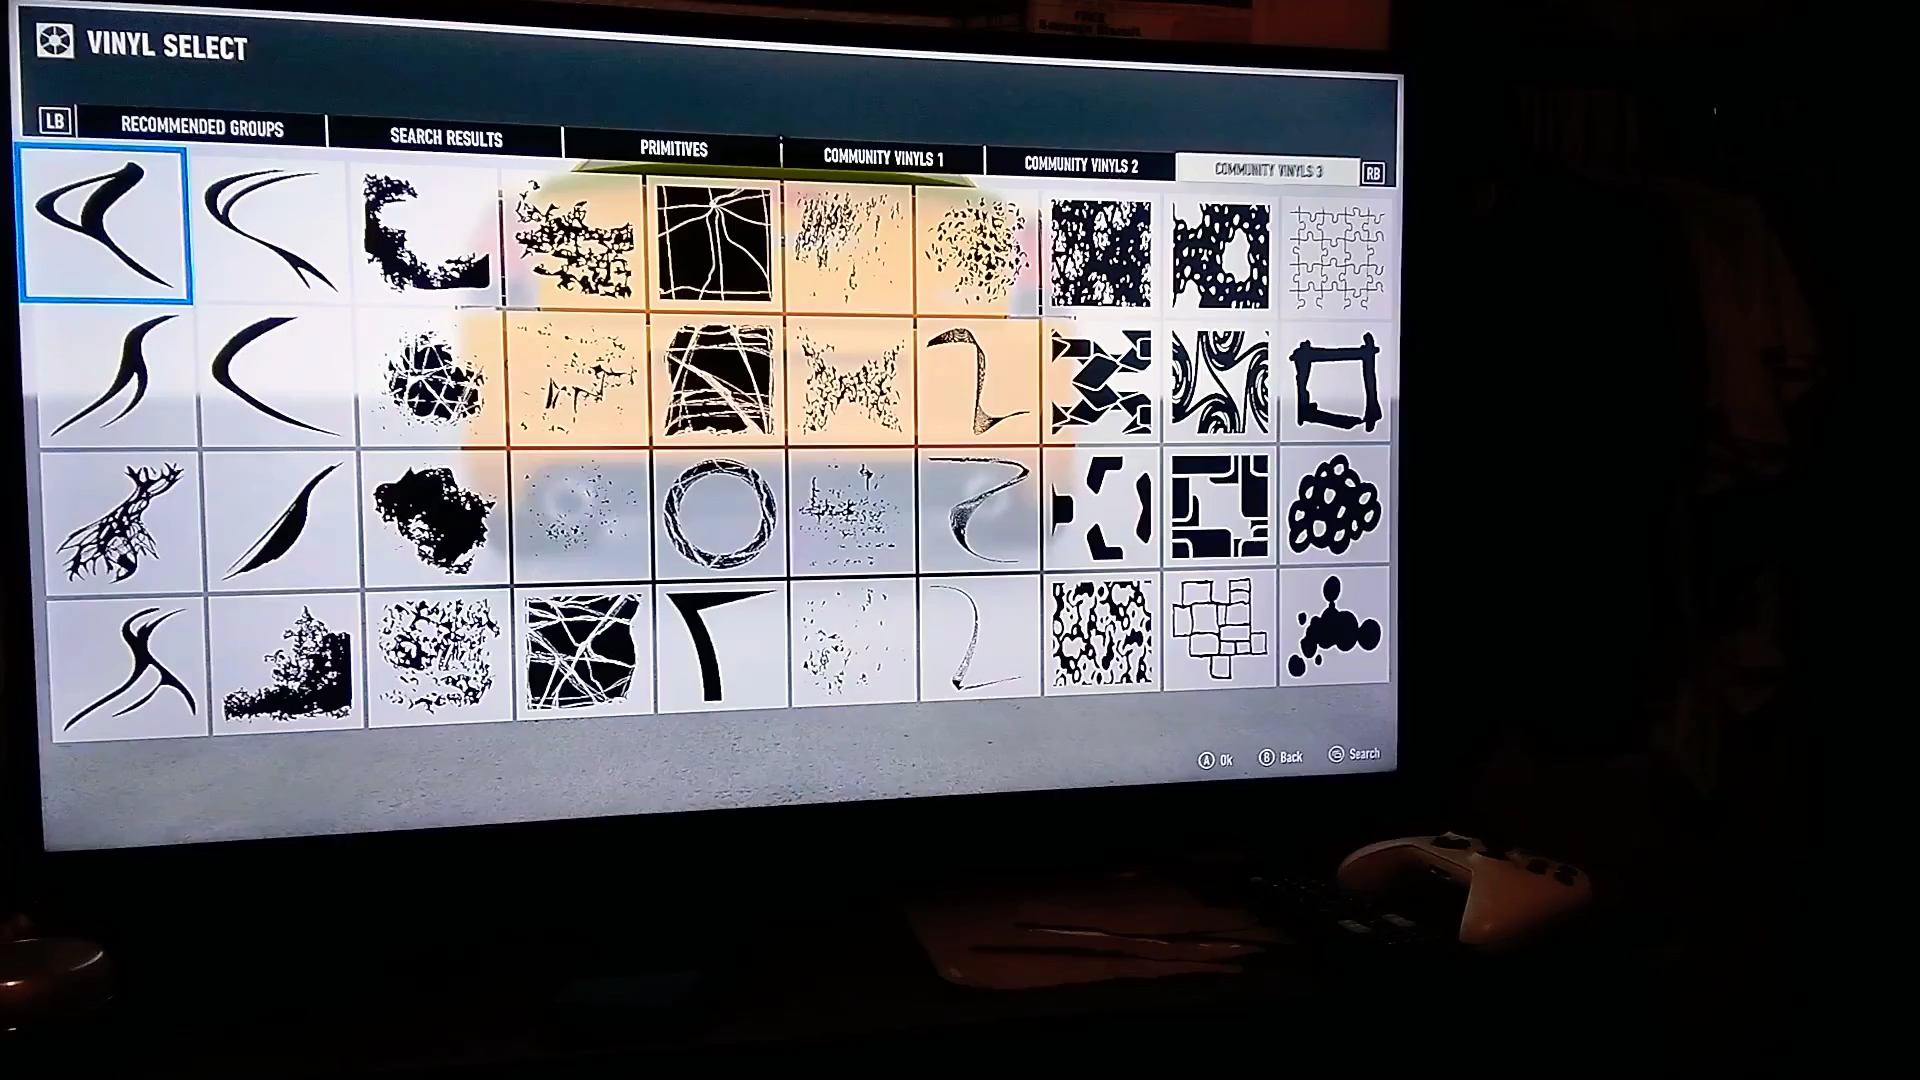 VINYL SELECT
LB
RECOMMENDED GROUPS
SEARCH RESULTS
PRIMITIVES
COMMUNITY VINYLS 1
COMMUNITY VINYLS 2
COMMUNITY VINYLS 3
RB
A Ok
B Back
Search